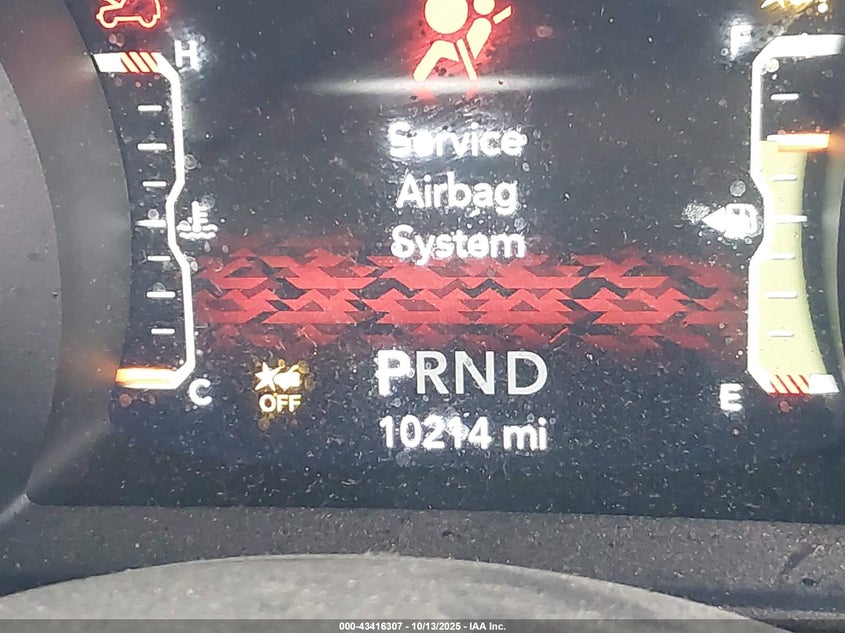 H
F
Service
Airbag
System
PRND
C
OFF
E
10214 mi
000-43416307 - 10/13/2025 - IAA Inc.